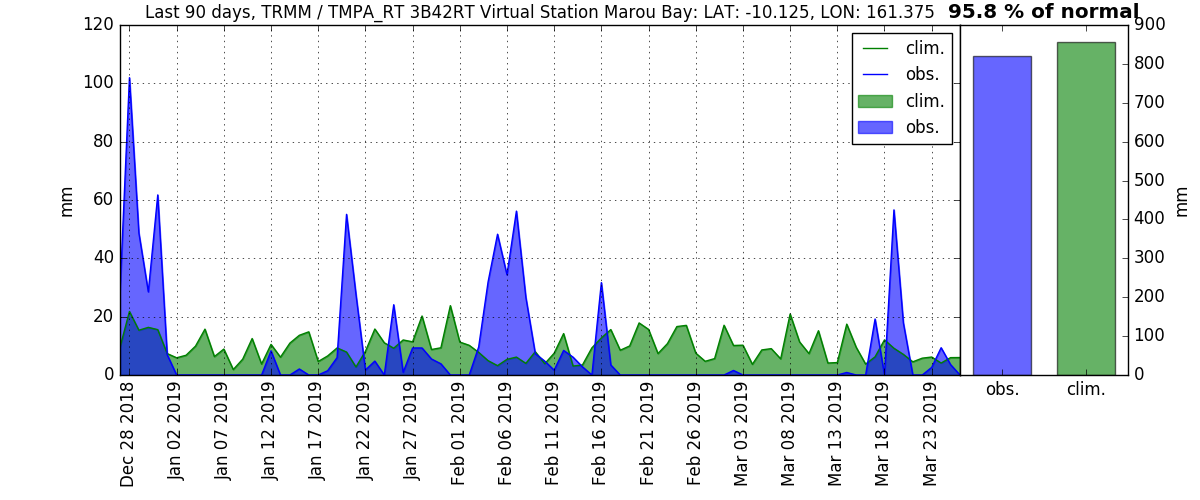 Last 90 days, TRMM / TMPA_RT 3B42RT Virtual Station Marou Bay: LAT: -10.125, LON: 161.375 95.8 % of normal
120
100
80
60
40
20
0
mm
clim.
obs.
clim.
obs.
900
800
700
600
500
400
300
200
100
0
mm
obs.
clim.
Dec 28 2018
Jan 02 2019
Jan 07 2019
Jan 12 2019
Jan 17 2019
Jan 22 2019
Jan 27 2019
Feb 01 2019
Feb 06 2019
Feb 11 2019
Feb 16 2019
Feb 21 2019
Feb 26 2019
Mar 03 2019
Mar 08 2019
Mar 13 2019
Mar 18 2019
Mar 23 2019